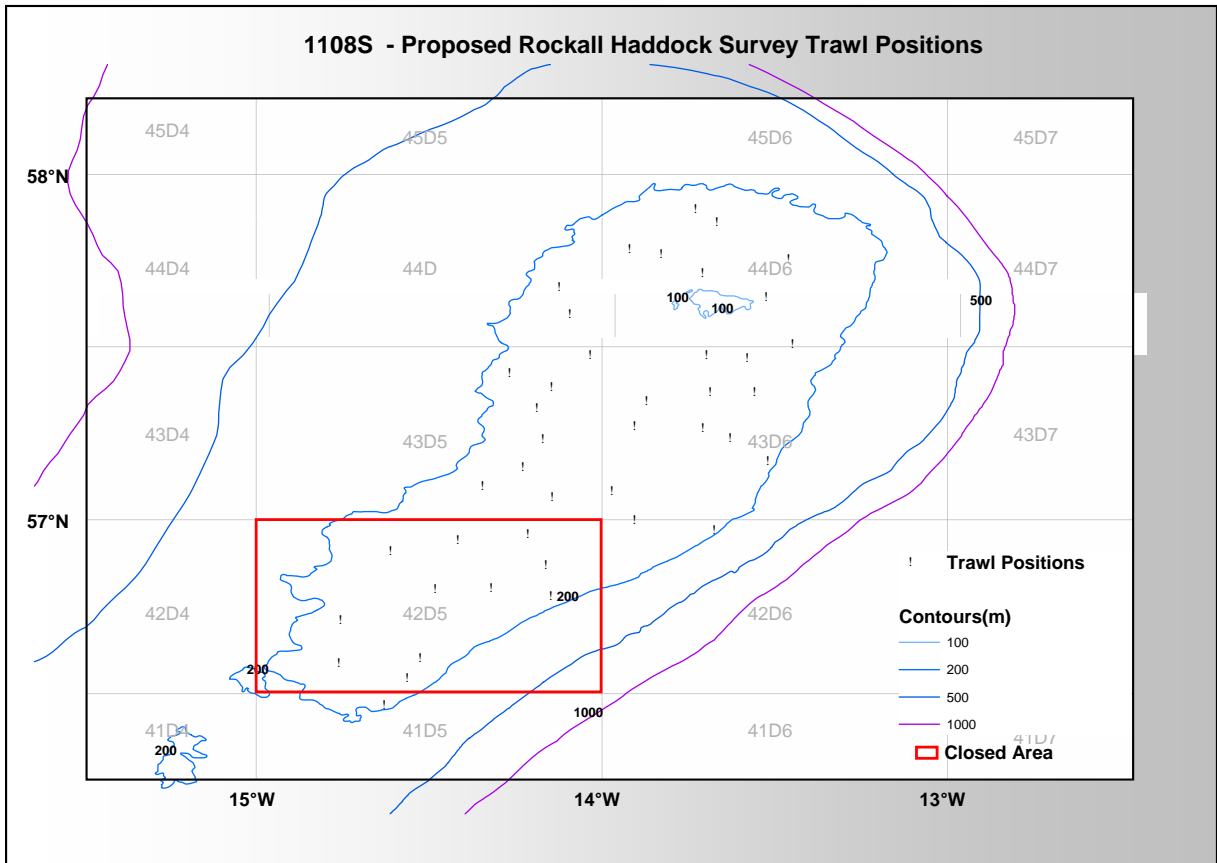 1108S - Proposed Rockall Haddock Survey Trawl Positions
45D4
45D5
45D6
45D7
58°N
44D4
44D
44D6
44D7
100
100
500
43D4
43D5
43D6
43D7
57°N
! Trawl Positions
200
42D4
42D5
42D6
Contours(m)
100
200
200
500
1000
1000
41D4
41D5
41D6
41D7
200
Closed Area
15°W
14°W
13°W